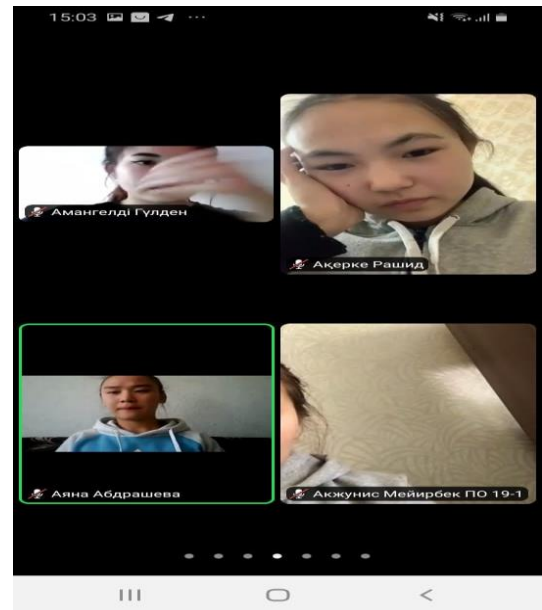 15:03
Амангелді Гүлден
Ақерке Рашид
Аяна Абдрашева
Акжунис Мейирбек ПО 19-1